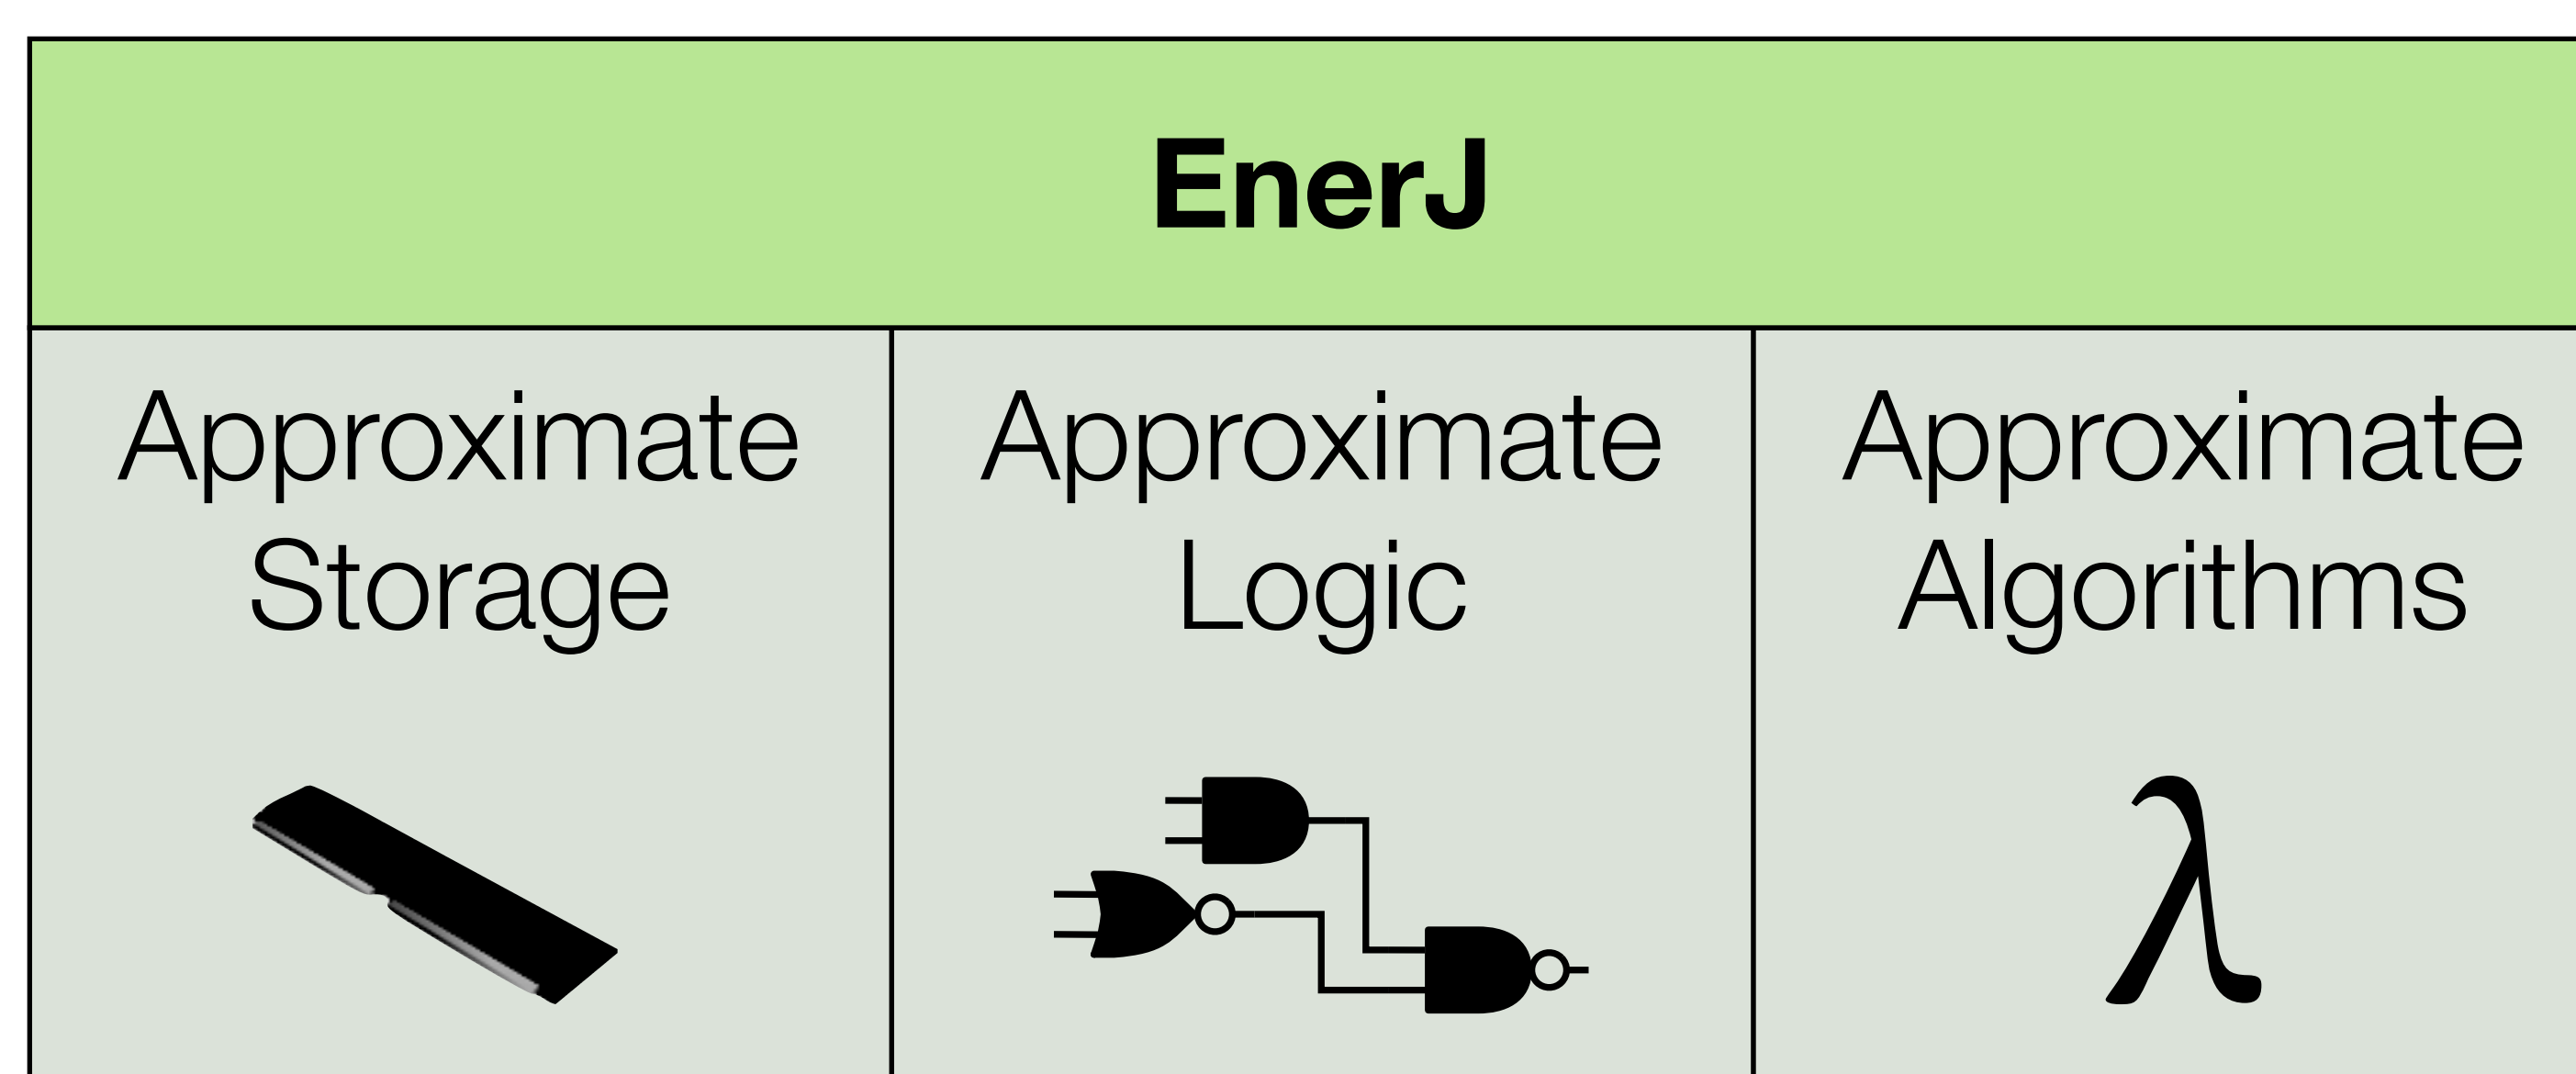 EnerJ
Approximate
Storage
Approximate
Logic
Approximate
Algorithms
λ